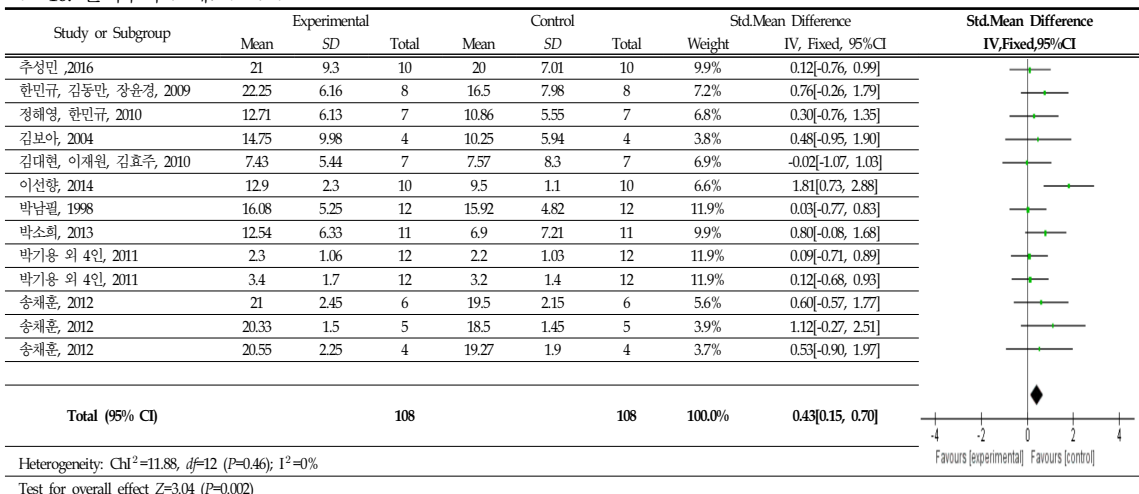 Study or Subgroup Experimental Control Std.Mean Difference Std.Mean Difference
Mean SD Total Mean SD Total Weight IV, Fixed, 95%CI IV,Fixed,95%CI
추성민 ,2016 21 9.3 10 20 7.01 10 9.9% 0.12[-0.76, 0.99]
한민규, 김동만, 장윤경, 2009 22.25 6.16 8 16.5 7.98 8 7.2% 0.76[-0.26, 1.79]
정해영, 한민규, 2010 12.71 6.13 7 10.86 5.55 7 6.8% 0.30[-0.76, 1.35]
김보아, 2004 14.75 9.98 4 10.25 5.94 4 3.8% 0.48[-0.95, 1.90]
김대현, 이재원, 김효주, 2010 7.43 5.44 7 7.57 8.3 7 6.9% -0.02[-1.07, 1.03]
이선향, 2014 12.9 2.3 10 9.5 1.1 10 6.6% 1.81[0.73, 2.88]
박남필, 1998 16.08 5.25 12 15.92 4.82 12 11.9% 0.03[-0.77, 0.83]
박소희, 2013 12.54 6.33 11 6.9 7.21 11 9.9% 0.80[-0.08, 1.68]
박기용 외 4인, 2011 2.3 1.06 12 2.2 1.03 12 11.9% 0.09[-0.71, 0.89]
박기용 외 4인, 2011 3.4 1.7 12 3.2 1.4 12 11.9% 0.12[-0.68, 0.93]
송채훈, 2012 21 2.45 6 19.5 2.15 6 5.6% 0.60[-0.57, 1.77]
송채훈, 2012 20.33 1.5 5 18.5 1.45 5 3.9% 1.12[-0.27, 2.51]
송채훈, 2012 20.55 2.25 4 19.27 1.9 4 3.7% 0.53[-0.90, 1.97]
Total (95% CI) 108 108 100.0% 0.43[0.15, 0.70]
-4 -2 0 2 4
Favours [experimental] Favours [control]
Heterogeneity: ChI²=11.88, df=12 (P=0.46); I²=0%
Test for overall effect Z=3.04 (P=0.002)